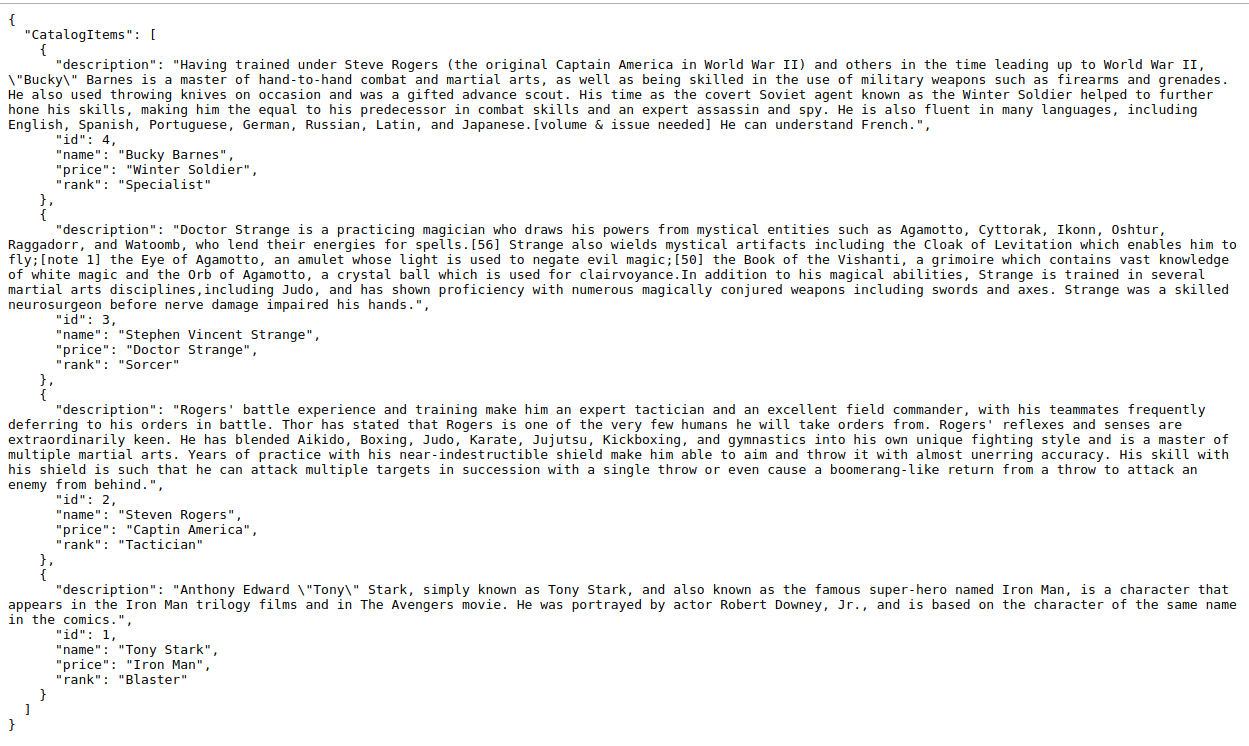 {
  "CatalogItems": [
    {
      "description": "Having trained under Steve Rogers (the original Captain America in World War II) and others in the time leading up to World War II,
\"Bucky\" Barnes is a master of hand-to-hand combat and martial arts, as well as being skilled in the use of military weapons such as firearms and grenades.
He also used throwing knives on occasion and was a gifted advance scout. His time as the covert Soviet agent known as the Winter Soldier helped to further
hone his skills, making him the equal to his predecessor in combat skills and an expert assassin and spy. He is also fluent in many languages, including
English, Spanish, Portuguese, German, Russian, Latin, and Japanese.[volume & issue needed] He can understand French.",
      "id": 4,
      "name": "Bucky Barnes",
      "price": "Winter Soldier",
      "rank": "Specialist"
    },
    {
      "description": "Doctor Strange is a practicing magician who draws his powers from mystical entities such as Agamotto, Cyttorak, Ikonn, Oshtur,
Raggadorr, and Watoomb, who lend their energies for spells.[56] Strange also wields mystical artifacts including the Cloak of Levitation which enables him to
fly;[note 1] the Eye of Agamotto, an amulet whose light is used to negate evil magic;[50] the Book of the Vishanti, a grimoire which contains vast knowledge
of white magic and the Orb of Agamotto, a crystal ball which is used for clairvoyance.In addition to his magical abilities, Strange is trained in several
martial arts disciplines,including Judo, and has shown proficiency with numerous magically conjured weapons including swords and axes. Strange was a skilled
neurosurgeon before nerve damage impaired his hands.",
      "id": 3,
      "name": "Stephen Vincent Strange",
      "price": "Doctor Strange",
      "rank": "Sorcer"
    },
    {
      "description": "Rogers' battle experience and training make him an expert tactician and an excellent field commander, with his teammates frequently
deferring to his orders in battle. Thor has stated that Rogers is one of the very few humans he will take orders from. Rogers' reflexes and senses are
extraordinarily keen. He has blended Aikido, Boxing, Judo, Karate, Jujutsu, Kickboxing, and gymnastics into his own unique fighting style and is a master of
multiple martial arts. Years of practice with his near-indestructible shield make him able to aim and throw it with almost unerring accuracy. His skill with
his shield is such that he can attack multiple targets in succession with a single throw or even cause a boomerang-like return from a throw to attack an
enemy from behind.",
      "id": 2,
      "name": "Steven Rogers",
      "price": "Captin America",
      "rank": "Tactician"
    },
    {
      "description": "Anthony Edward \"Tony\" Stark, simply known as Tony Stark, and also known as the famous super-hero named Iron Man, is a character that
appears in the Iron Man trilogy films and in The Avengers movie. He was portrayed by actor Robert Downey, Jr., and is based on the character of the same name
in the comics.",
      "id": 1,
      "name": "Tony Stark",
      "price": "Iron Man",
      "rank": "Blaster"
    }
  ]
}